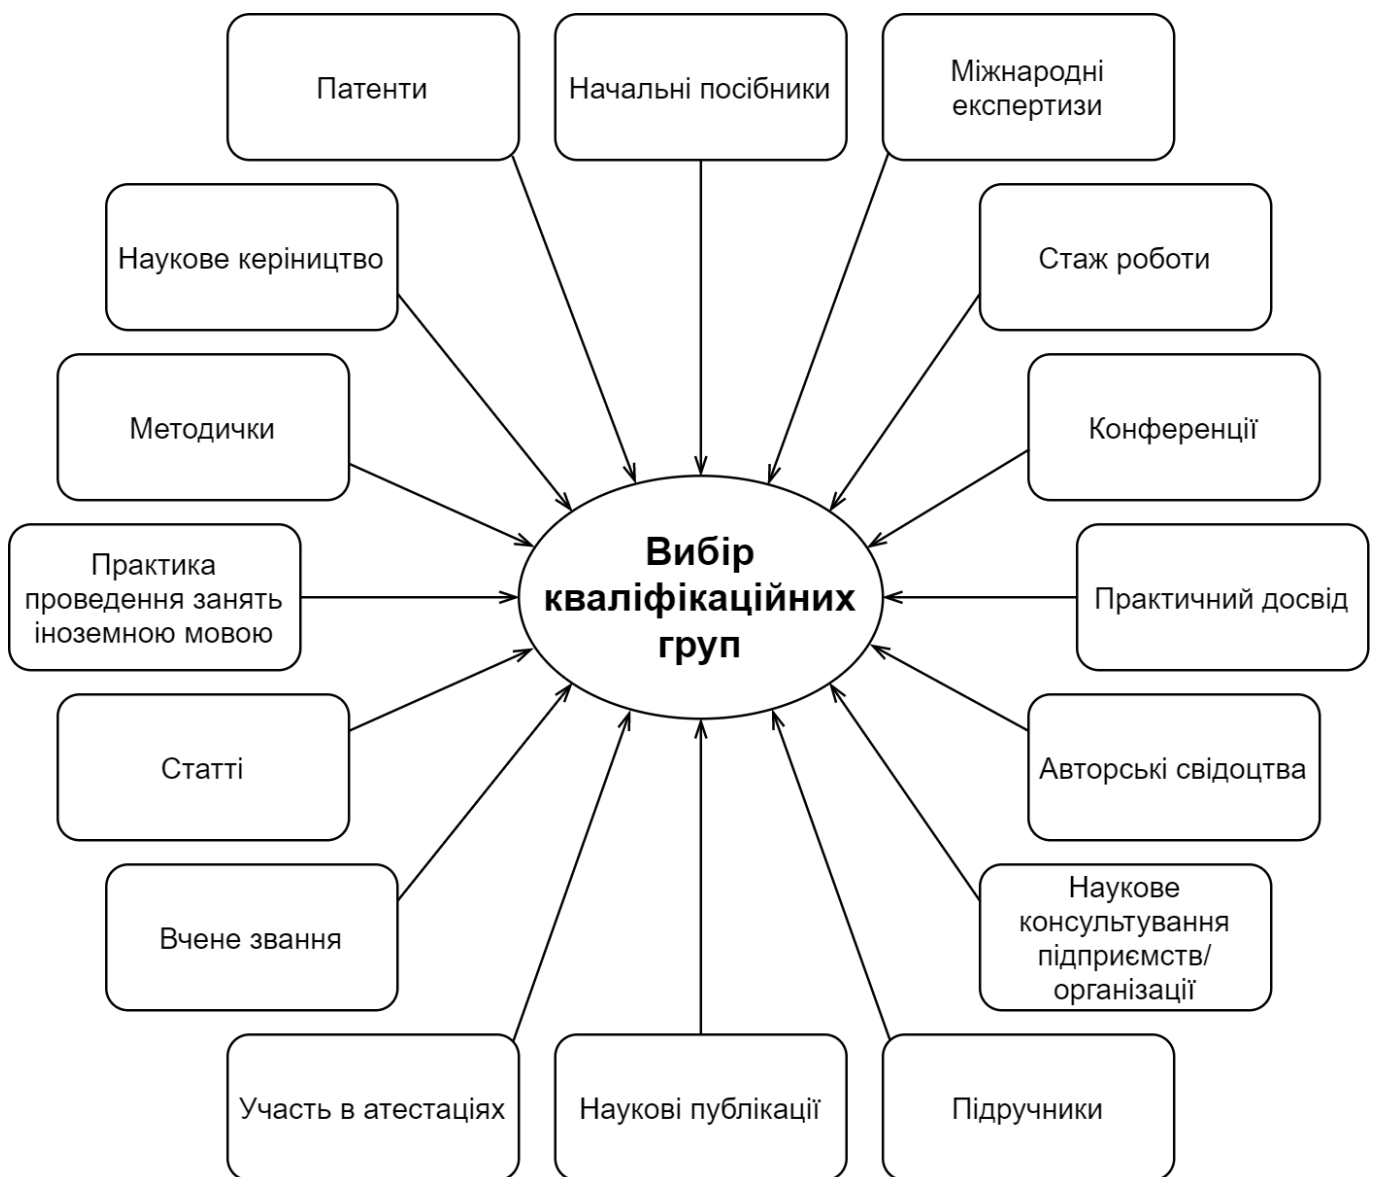 Патенти
Начальні посібники
Міжнародні
експертизи
Наукове керіництво
Стаж роботи
Методички
Конференції
Вибір
кваліфікаційних
груп
Практика
проведення занять
іноземною мовою
Практичний досвід
Статті
Авторські свідоцтва
Вчене звання
Наукове
консультування
підприємств/
організації
Участь в атестаціях
Наукові публікації
Підручники